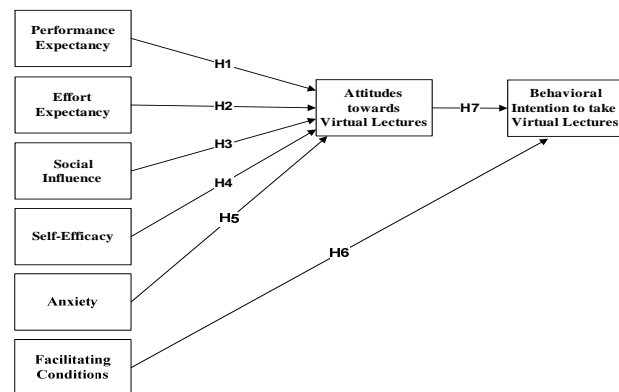 Performance
Expectancy
H1
Effort
Expectancy
H2
Attitudes
towards
Virtual Lectures
H7
Behavioral
Intention to take
Virtual Lectures
Social
Influence
H3
Self-Efficacy
H4
Anxiety
H5
Facilitating
Conditions
H6